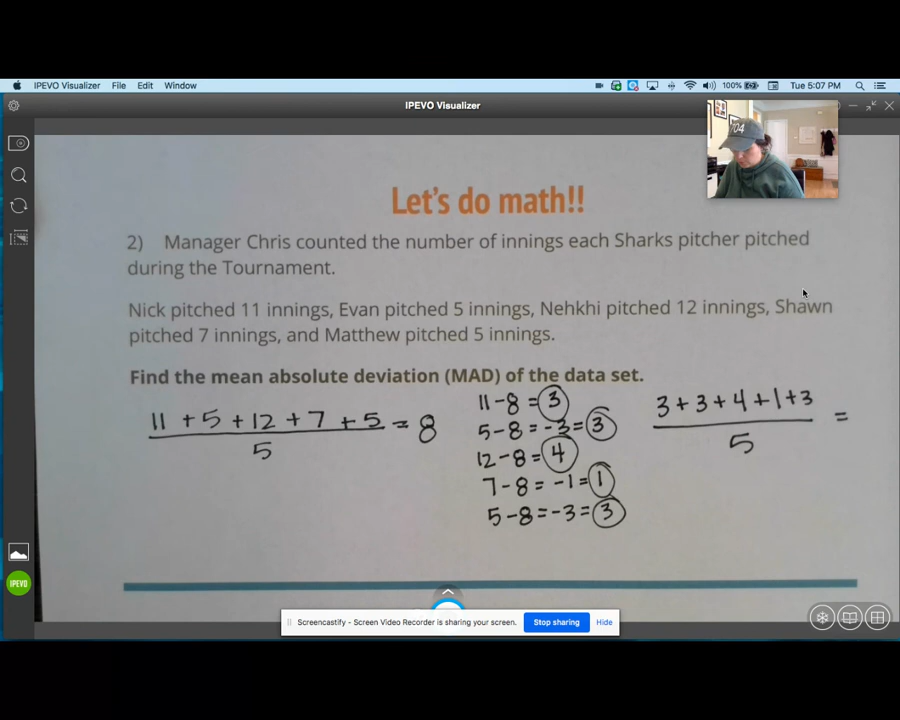 IPEVO Visualizer File Edit Window 100% Tue 5:07 PM
IPEVO Visualizer
704
Let's do math!!
2) Manager Chris counted the number of innings each Sharks pitcher pitched
during the Tournament.
Nick pitched 11 innings, Evan pitched 5 innings, Nehkhi pitched 12 innings, Shawn
pitched 7 innings, and Matthew pitched 5 innings.
Find the mean absolute deviation (MAD) of the data set.
11 + 5 + 12 + 7 + 5 = 8
5
11 - 8 = 3
5 - 8 = -3 = 3
12 - 8 = 4
7 - 8 = -1 = 1
5 - 8 = -3 = 3
3 + 3 + 4 + 1 + 3 =
5
IPEVO
Screencastify - Screen Video Recorder is sharing your screen. Stop sharing Hide